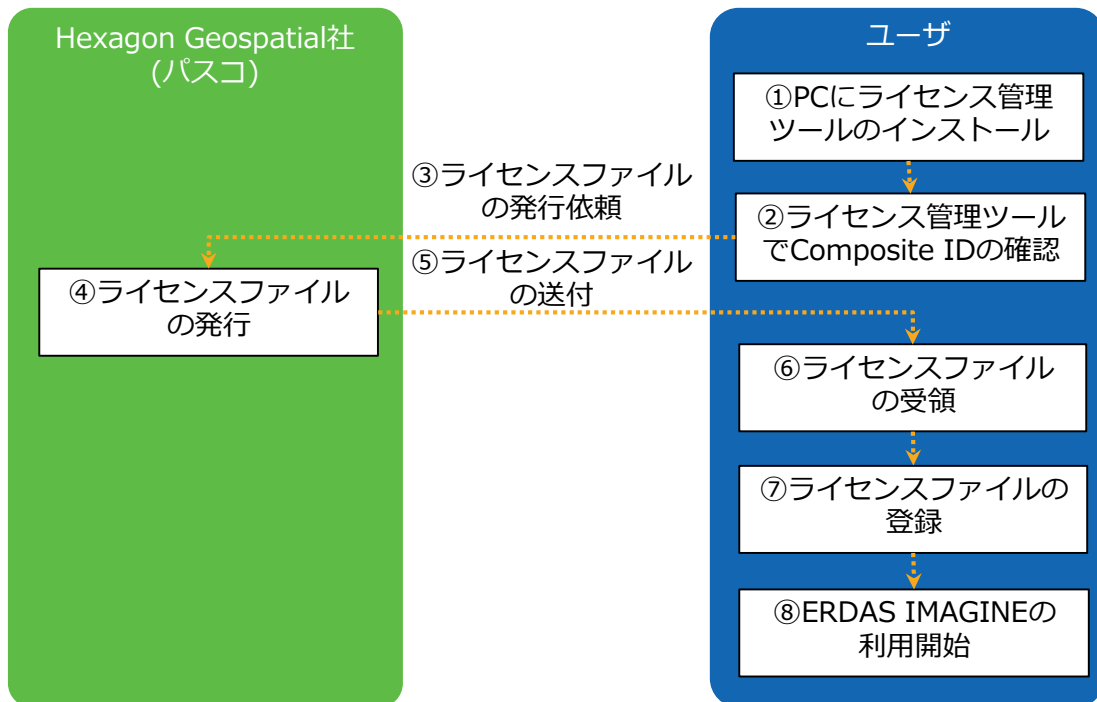 Hexagon Geospatial社
(パスコ)
ユーザ
①PCにライセンス管理
ツールのインストール
②ライセンス管理ツール
でComposite IDの確認
③ライセンスファイル
の発行依頼
④ライセンスファイル
の発行
⑤ライセンスファイル
の送付
⑥ライセンスファイル
の受領
⑦ライセンスファイルの
登録
⑧ERDAS IMAGINEの
利用開始